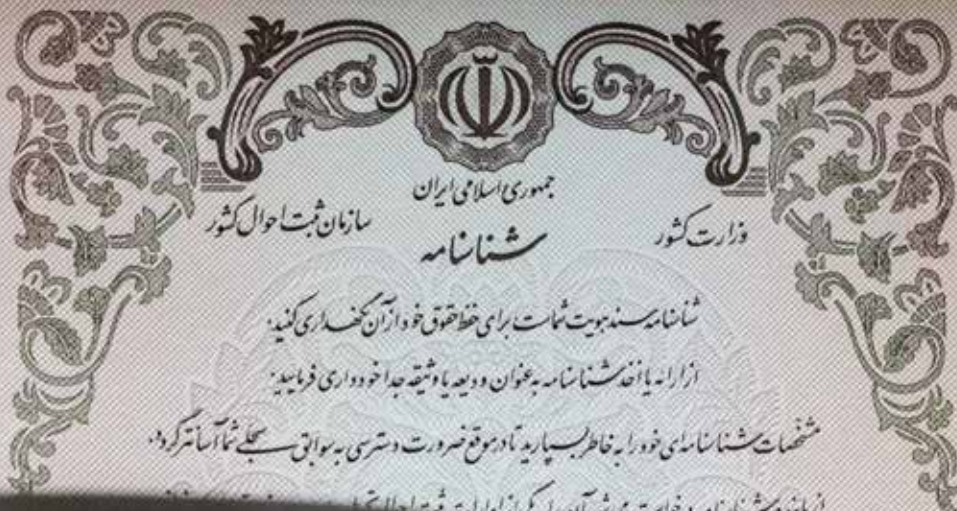 جمهوری اسلامی ایران
وزارت کشور
سازمان ثبت احوال کشور
شناسنامه
شناسنامه سند هویت شماست برای حفظ حقوق خود از آن نگهداری کنید.
از ارائه یا اخذ شناسنامه به عنوان ودیعه یا وثیقه جداً خودداری فرمایید.
مشخصات شناسنامه‌ای خود را به خاطر بسپارید تا در موقع ضرورت دسترسی به سوابق سجلی شما آسانتر گردد.